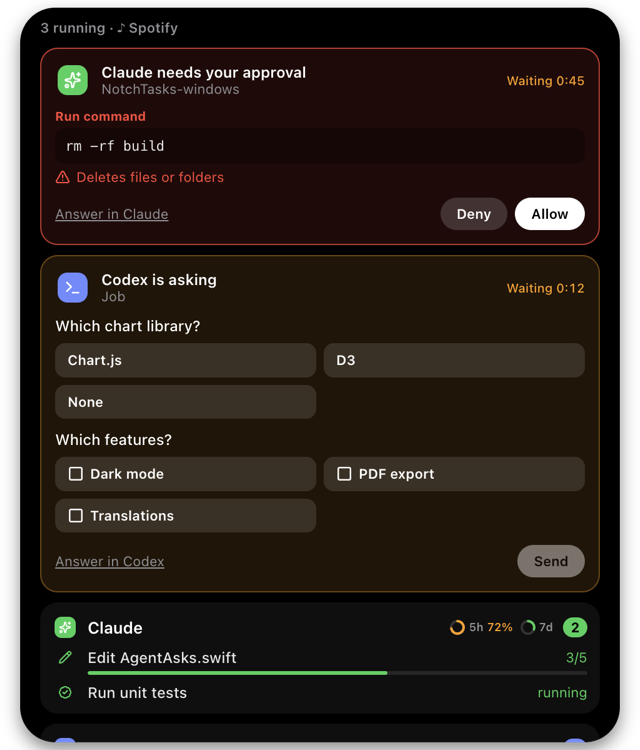 3 running · ♪ Spotify
Claude needs your approval
NotchTasks-windows
Waiting 0:45
Run command
rm -rf build
Deletes files or folders
Answer in Claude
Deny
Allow
Codex is asking
Job
Waiting 0:12
Which chart library?
Chart.js
D3
None
Which features?
Dark mode
PDF export
Translations
Answer in Codex
Send
Claude
5h 72%
7d
2
Edit AgentAsks.swift
3/5
Run unit tests
running